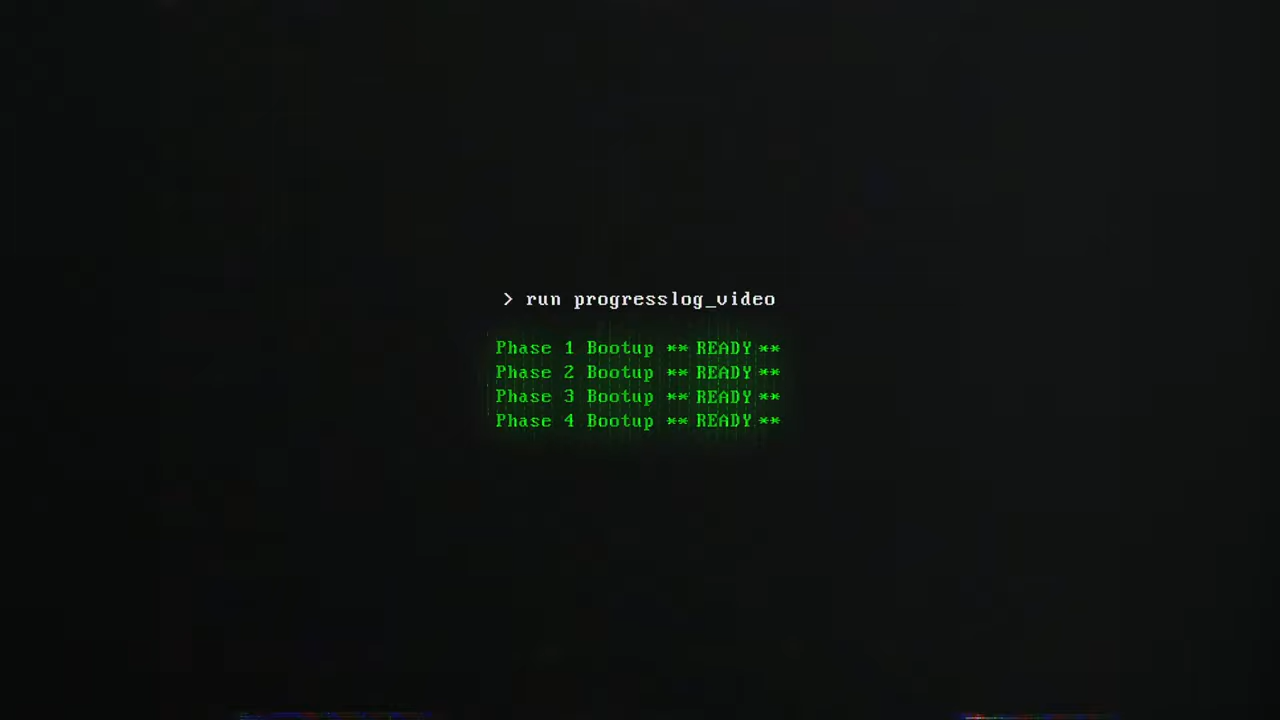 > run progresslog_video
Phase 1 Bootup ** READY **
Phase 2 Bootup ** READY **
Phase 3 Bootup ** READY **
Phase 4 Bootup ** READY **